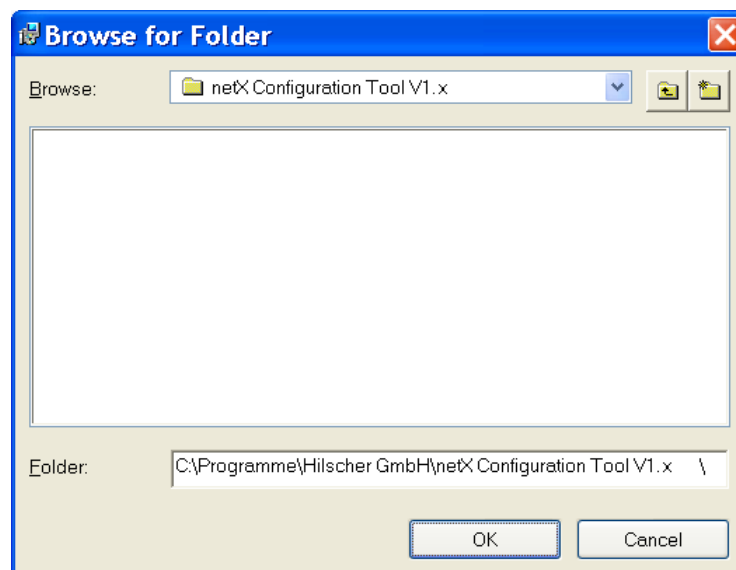 Browse for Folder
Browse: netX Configuration Tool V1.x
Folder: C:\Programme\Hilscher GmbH\netX Configuration Tool V1.x \
OK Cancel